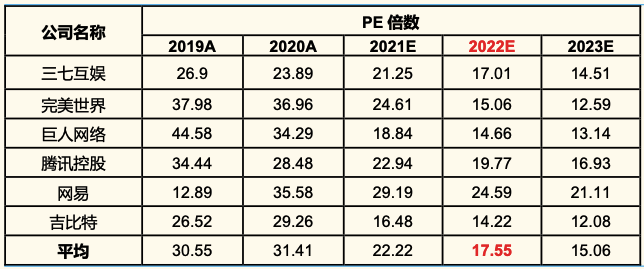 公司名称 PE 倍数
2019A 2020A 2021E 2022E 2023E
三七互娱 26.9 23.89 21.25 17.01 14.51
完美世界 37.98 36.96 24.61 15.06 12.59
巨人网络 44.58 34.29 18.84 14.66 13.14
腾讯控股 34.44 28.48 22.94 19.77 16.93
网易 12.89 35.58 29.19 24.59 21.11
吉比特 26.52 29.26 16.48 14.22 12.08
平均 30.55 31.41 22.22 17.55 15.06